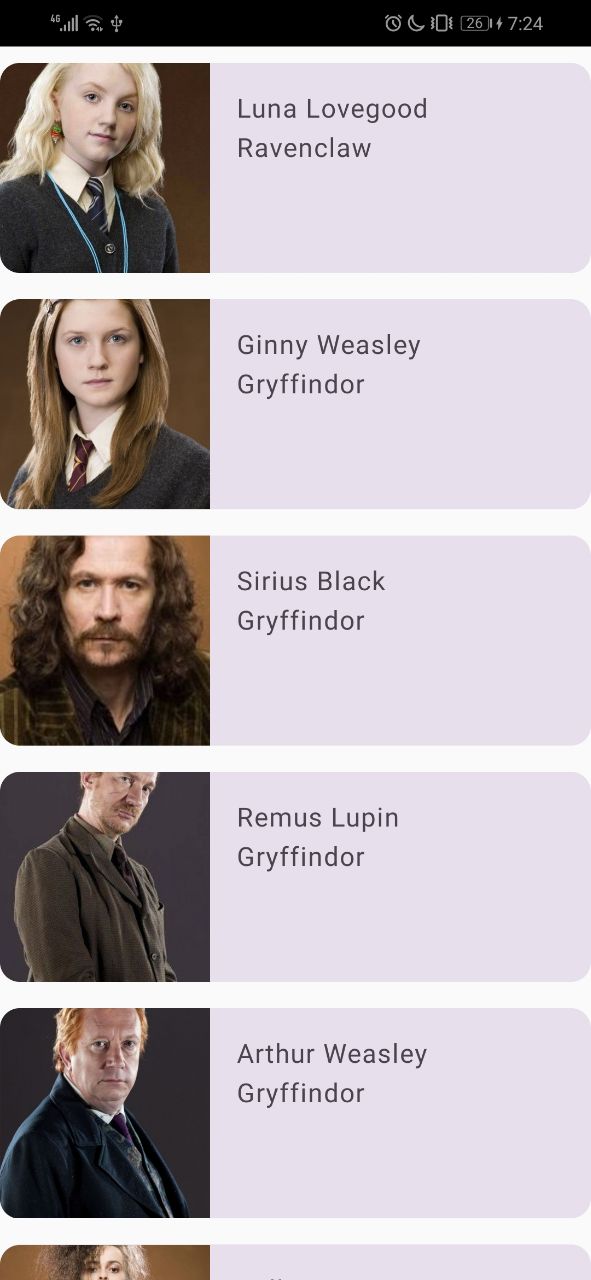 4G 26 7:24
Luna Lovegood
Ravenclaw
Ginny Weasley
Gryffindor
Sirius Black
Gryffindor
Remus Lupin
Gryffindor
Arthur Weasley
Gryffindor